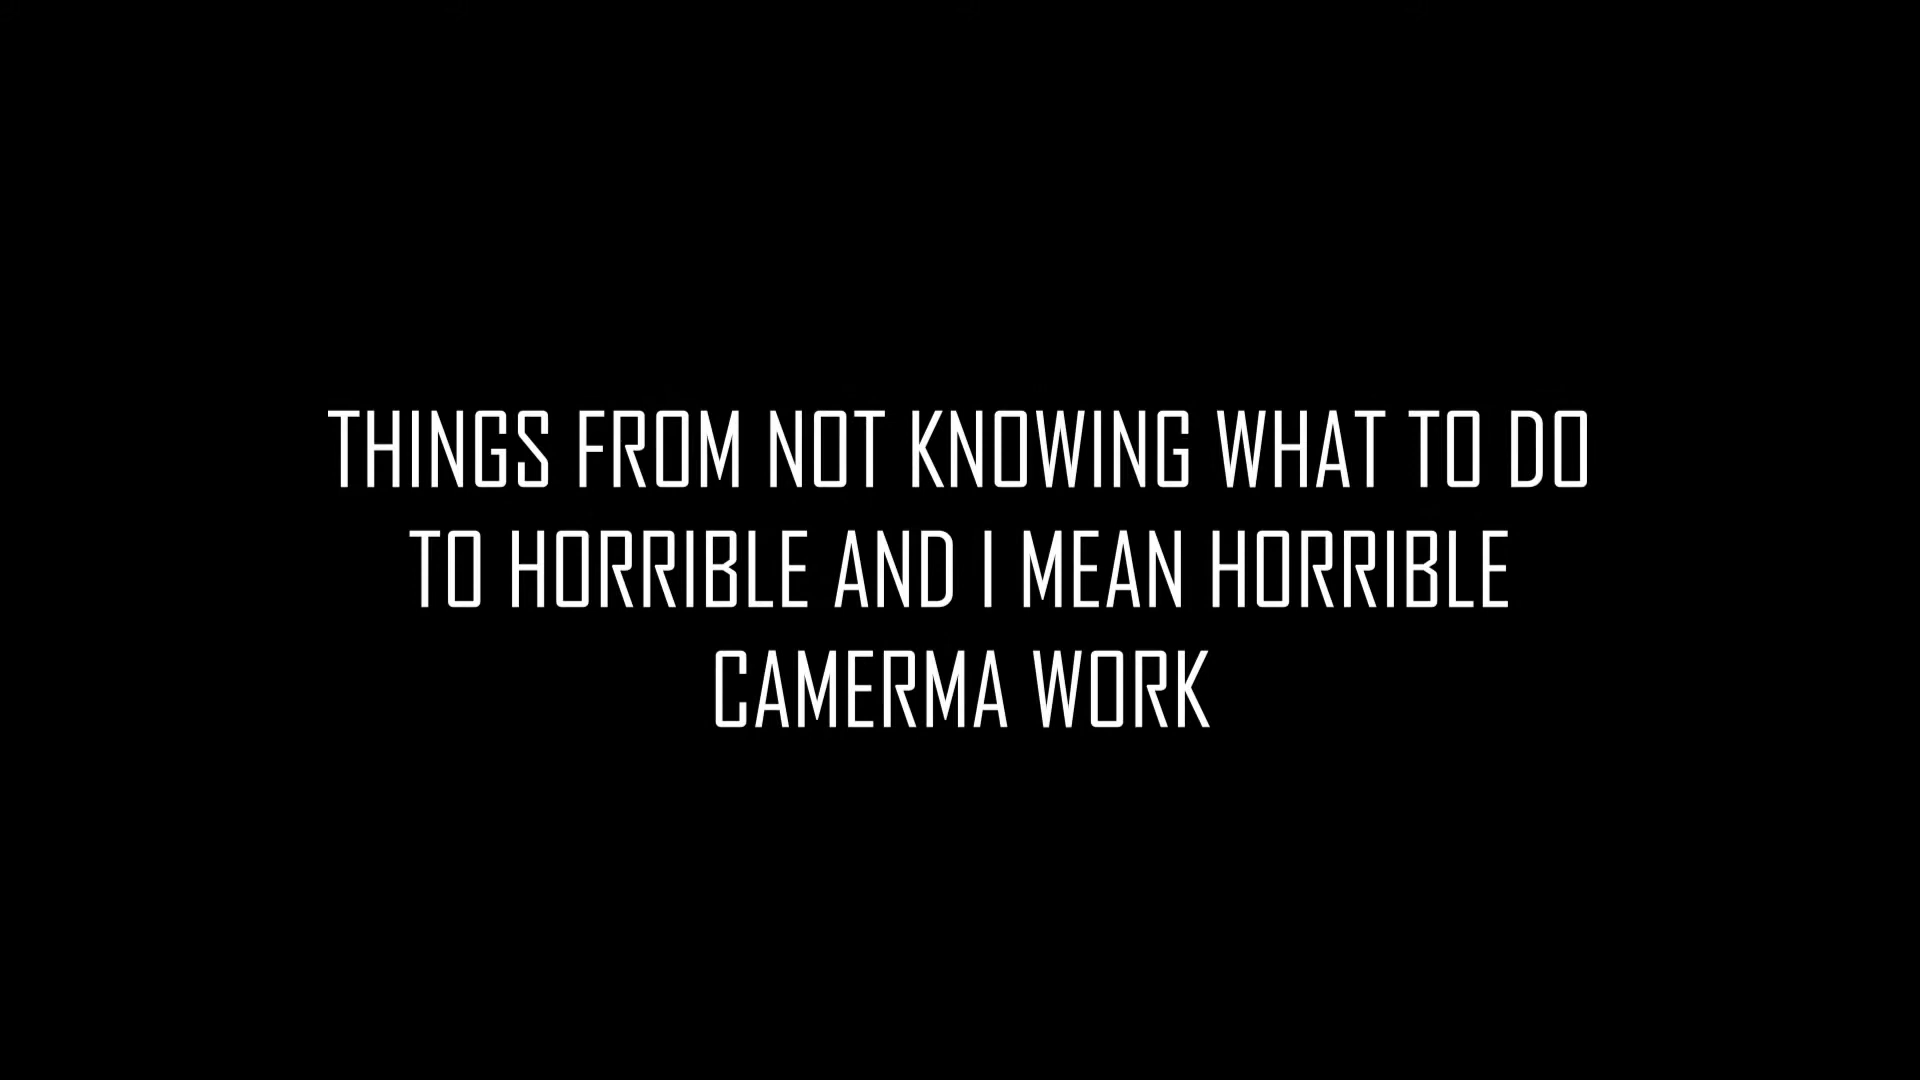 THINGS FROM NOT KNOWING WHAT TO DO
TO HORRIBLE AND I MEAN HORRIBLE
CAMERMA WORK